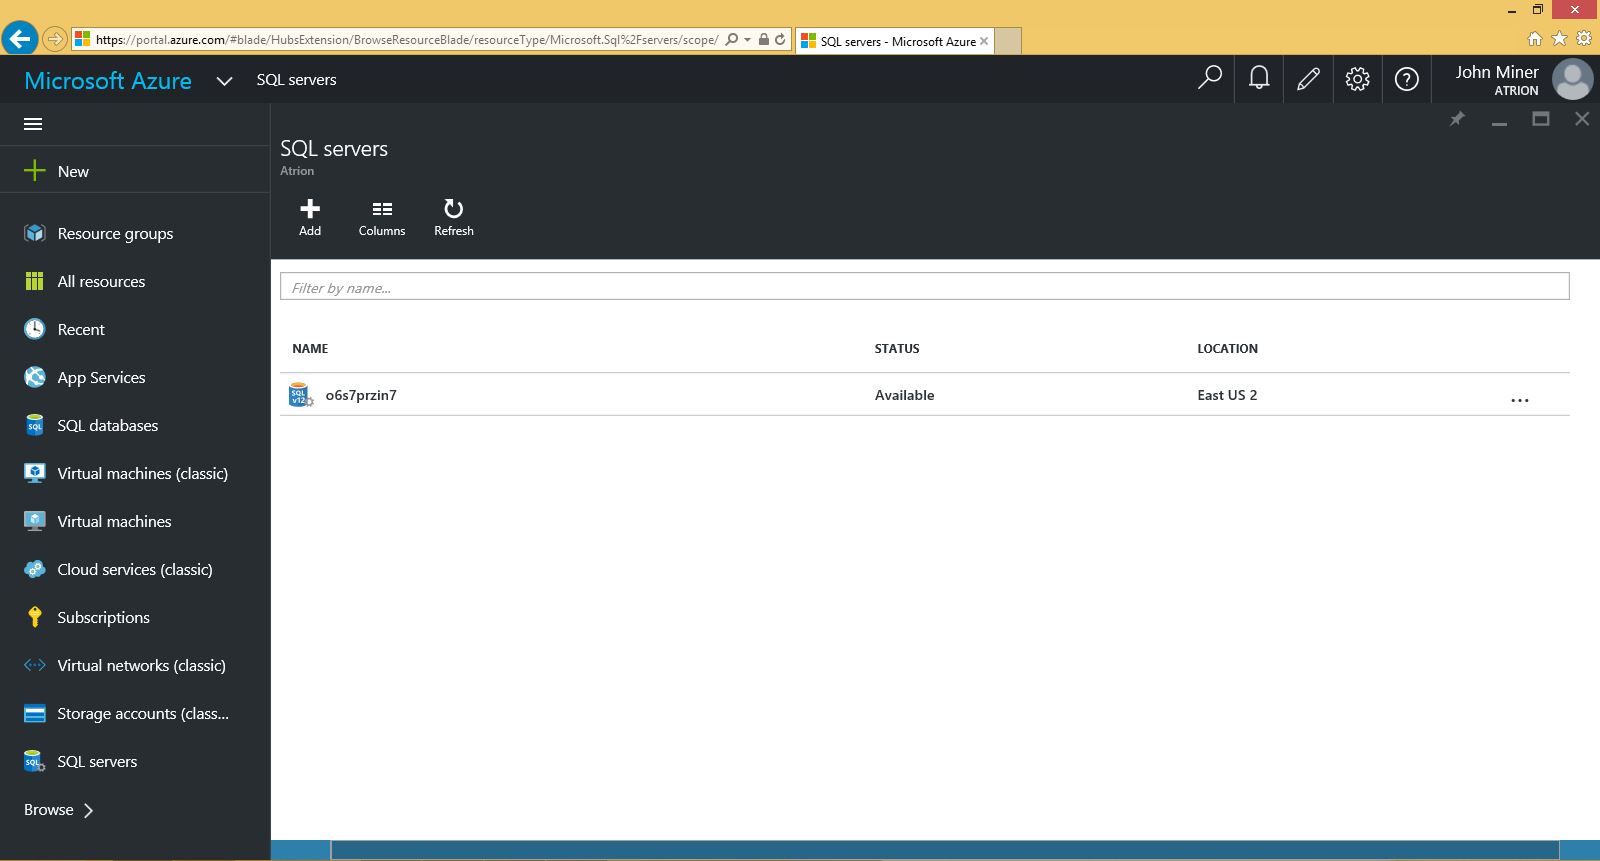 https://portal.azure.com/#blade/HubsExtension/BrowseResourceBlade/resourceType/Microsoft.Sql%2Fservers/scope/
SQL servers - Microsoft Azure
Microsoft Azure
SQL servers
John Miner
ATRION
SQL servers
Atrion
New
Add
Columns
Refresh
Resource groups
All resources
Recent
App Services
SQL databases
Virtual machines (classic)
Virtual machines
Cloud services (classic)
Subscriptions
Virtual networks (classic)
Storage accounts (class...
SQL servers
Browse
Filter by name...
NAME STATUS LOCATION
SQL v12 o6s7przin7 Available East US 2 ...